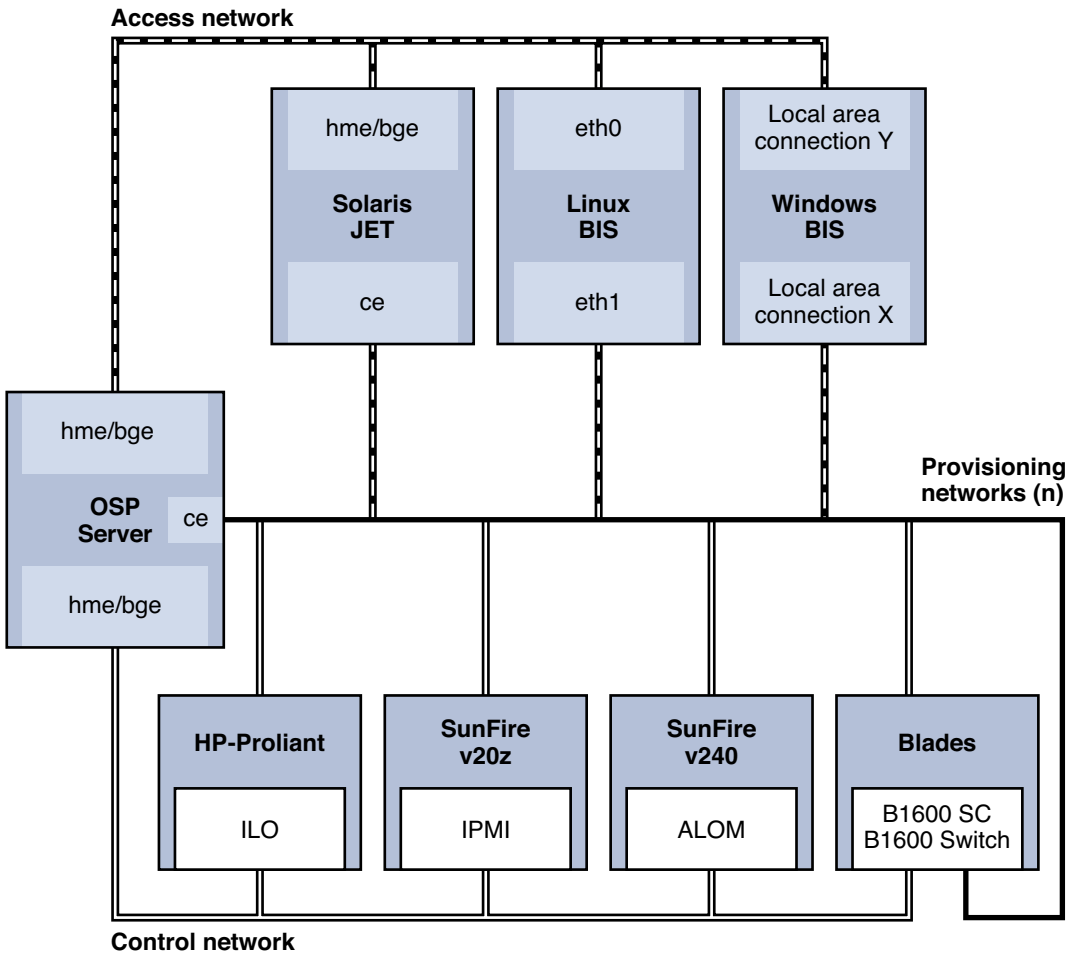 Access network
hme/bge
Solaris
JET
ce
eth0
Linux
BIS
eth1
Local area
connection Y
Windows
BIS
Local area
connection X
hme/bge
OSP
Server
ce
hme/bge
Provisioning
networks (n)
HP-Proliant
ILO
SunFire
v20z
IPMI
SunFire
v240
ALOM
Blades
B1600 SC
B1600 Switch
Control network